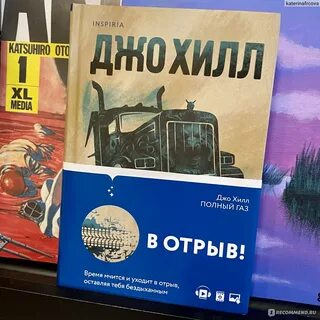 katerinafrcova
INSPIRIA
ДЖО ХИЛЛ
KATSUHIRO OTO
1
XL
MEDIA
Джо Хилл
ПОЛНЫЙ ГАЗ
В ОТРЫВ!
Время мчится и уходит в отрыв,
оставляя тебя бездыханным
RECOMMEND.RU